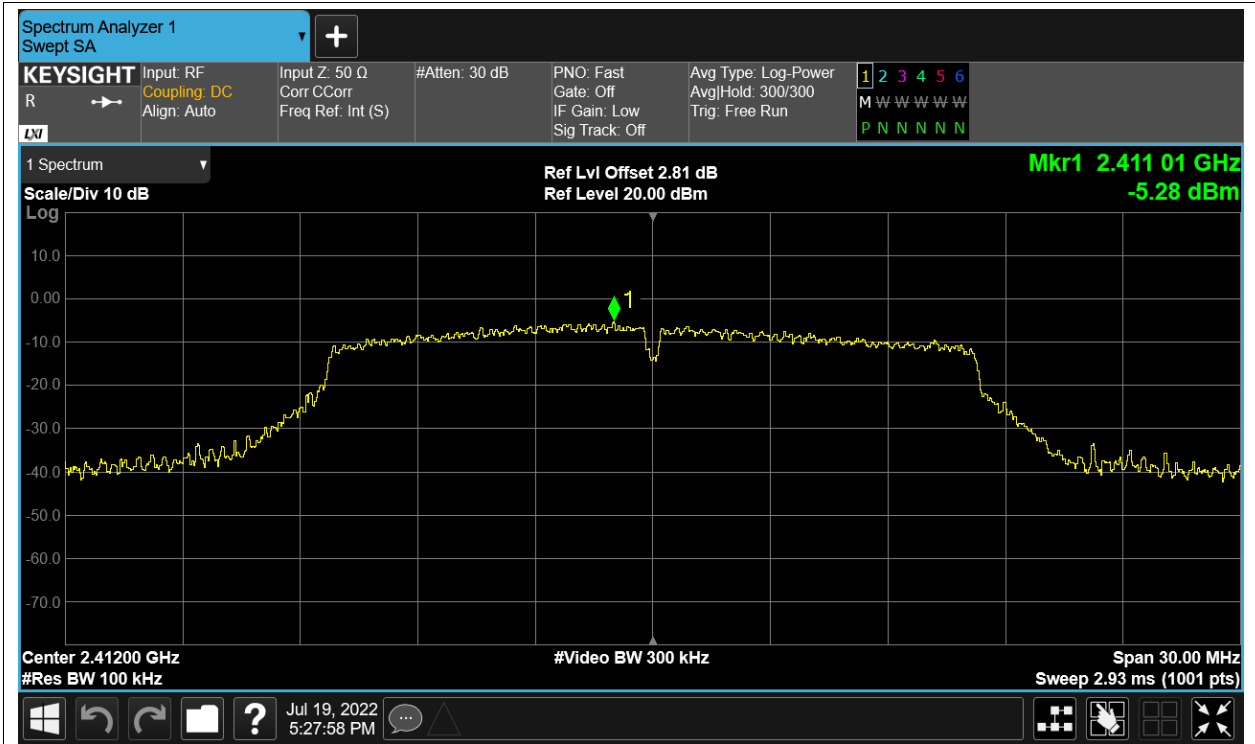 Spectrum Analyzer 1
Swept SA
KEYSIGHT
R
LXI
Input: RF
Coupling: DC
Align: Auto
Input Z: 50 Ω
Corr CCorr
Freq Ref: Int (S)
#Atten: 30 dB
PNO: Fast
Gate: Off
IF Gain: Low
Sig Track: Off
Avg Type: Log-Power
Avg|Hold: 300/300
Trig: Free Run
1 2 3 4 5 6
M W W W W W
P N N N N N
1 Spectrum
Scale/Div 10 dB
Log
Ref Lvl Offset 2.81 dB
Ref Level 20.00 dBm
Mkr1 2.411 01 GHz
-5.28 dBm
10.0
0.00
-10.0
-20.0
-30.0
-40.0
-50.0
-60.0
-70.0
1
Center 2.41200 GHz
#Res BW 100 kHz
#Video BW 300 kHz
Span 30.00 MHz
Sweep 2.93 ms (1001 pts)
?
Jul 19, 2022
5:27:58 PM